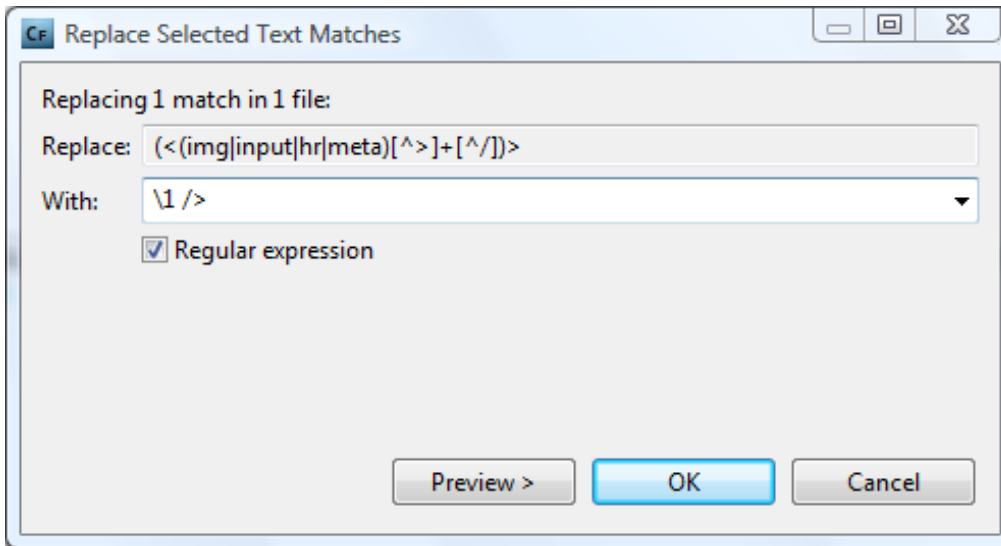 CF Replace Selected Text Matches
Replacing 1 match in 1 file:
Replace: (<(img|input|hr|meta)[^>]+[^/])>
With: \1 />
Regular expression
Preview > OK Cancel